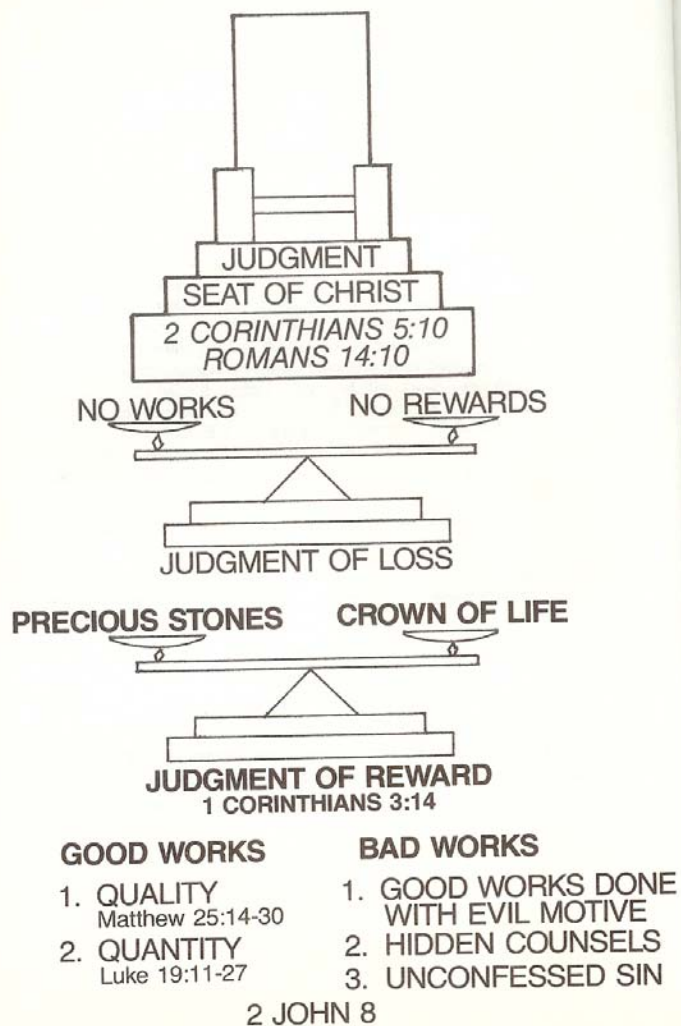 JUDGMENT
SEAT OF CHRIST
2 CORINTHIANS 5:10
ROMANS 14:10
NO WORKS NO REWARDS
JUDGMENT OF LOSS
PRECIOUS STONES CROWN OF LIFE
JUDGMENT OF REWARD
1 CORINTHIANS 3:14
GOOD WORKS
1. QUALITY
Matthew 25:14-30
2. QUANTITY
Luke 19:11-27
BAD WORKS
1. GOOD WORKS DONE
WITH EVIL MOTIVE
2. HIDDEN COUNSELS
3. UNCONFESSED SIN
2 JOHN 8